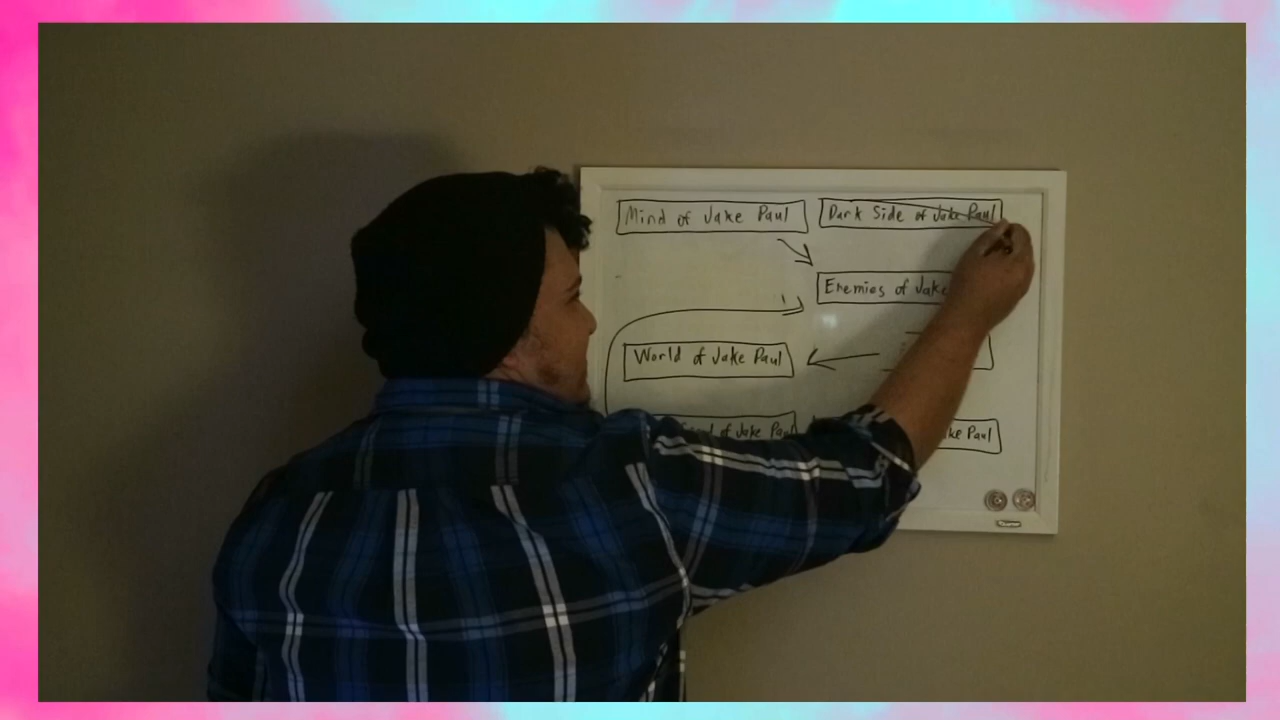 Mind of Jake Paul
Dark Side of Jake Paul
Enemies of Jake
World of Jake Paul
of Jake Paul
Jake Paul